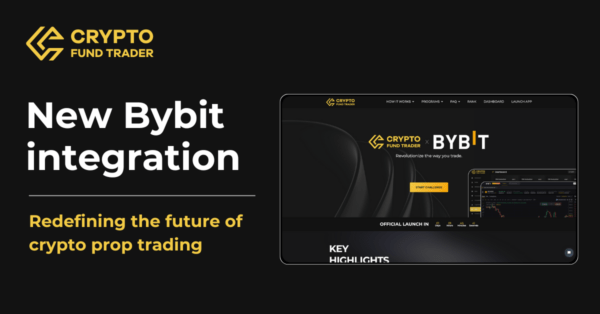 CRYPTO
FUND TRADER
New Bybit
integration
Redefining the future of
crypto prop trading
CRYPTO
FUND TRADER
HOW IT WORKS
PROGRAMS
FAQ
DASHBOARD
LAUNCH APP
CRYPTO
FUND TRADER
x BYBIT
Revolutionize the way you trade.
START CHALLENGE
OFFICIAL LAUNCH IN
KEY
HIGHLIGHTS